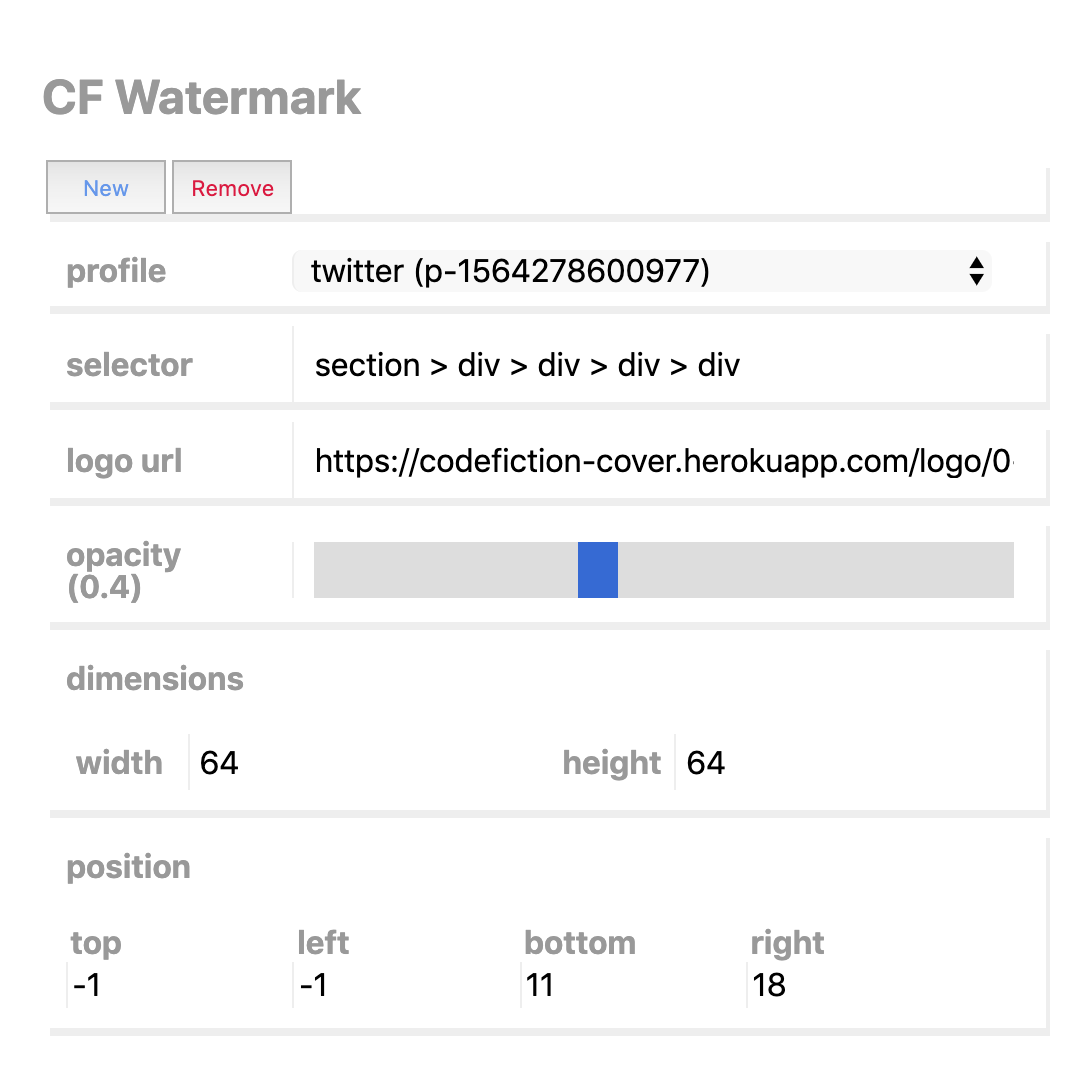 CF Watermark
New Remove
profile twitter (p-1564278600977)
selector section > div > div > div > div
logo url https://codefiction-cover.herokuapp.com/logo/0
opacity
(0.4)
dimensions
width 64 height 64
position
top left bottom right
-1 -1 11 18